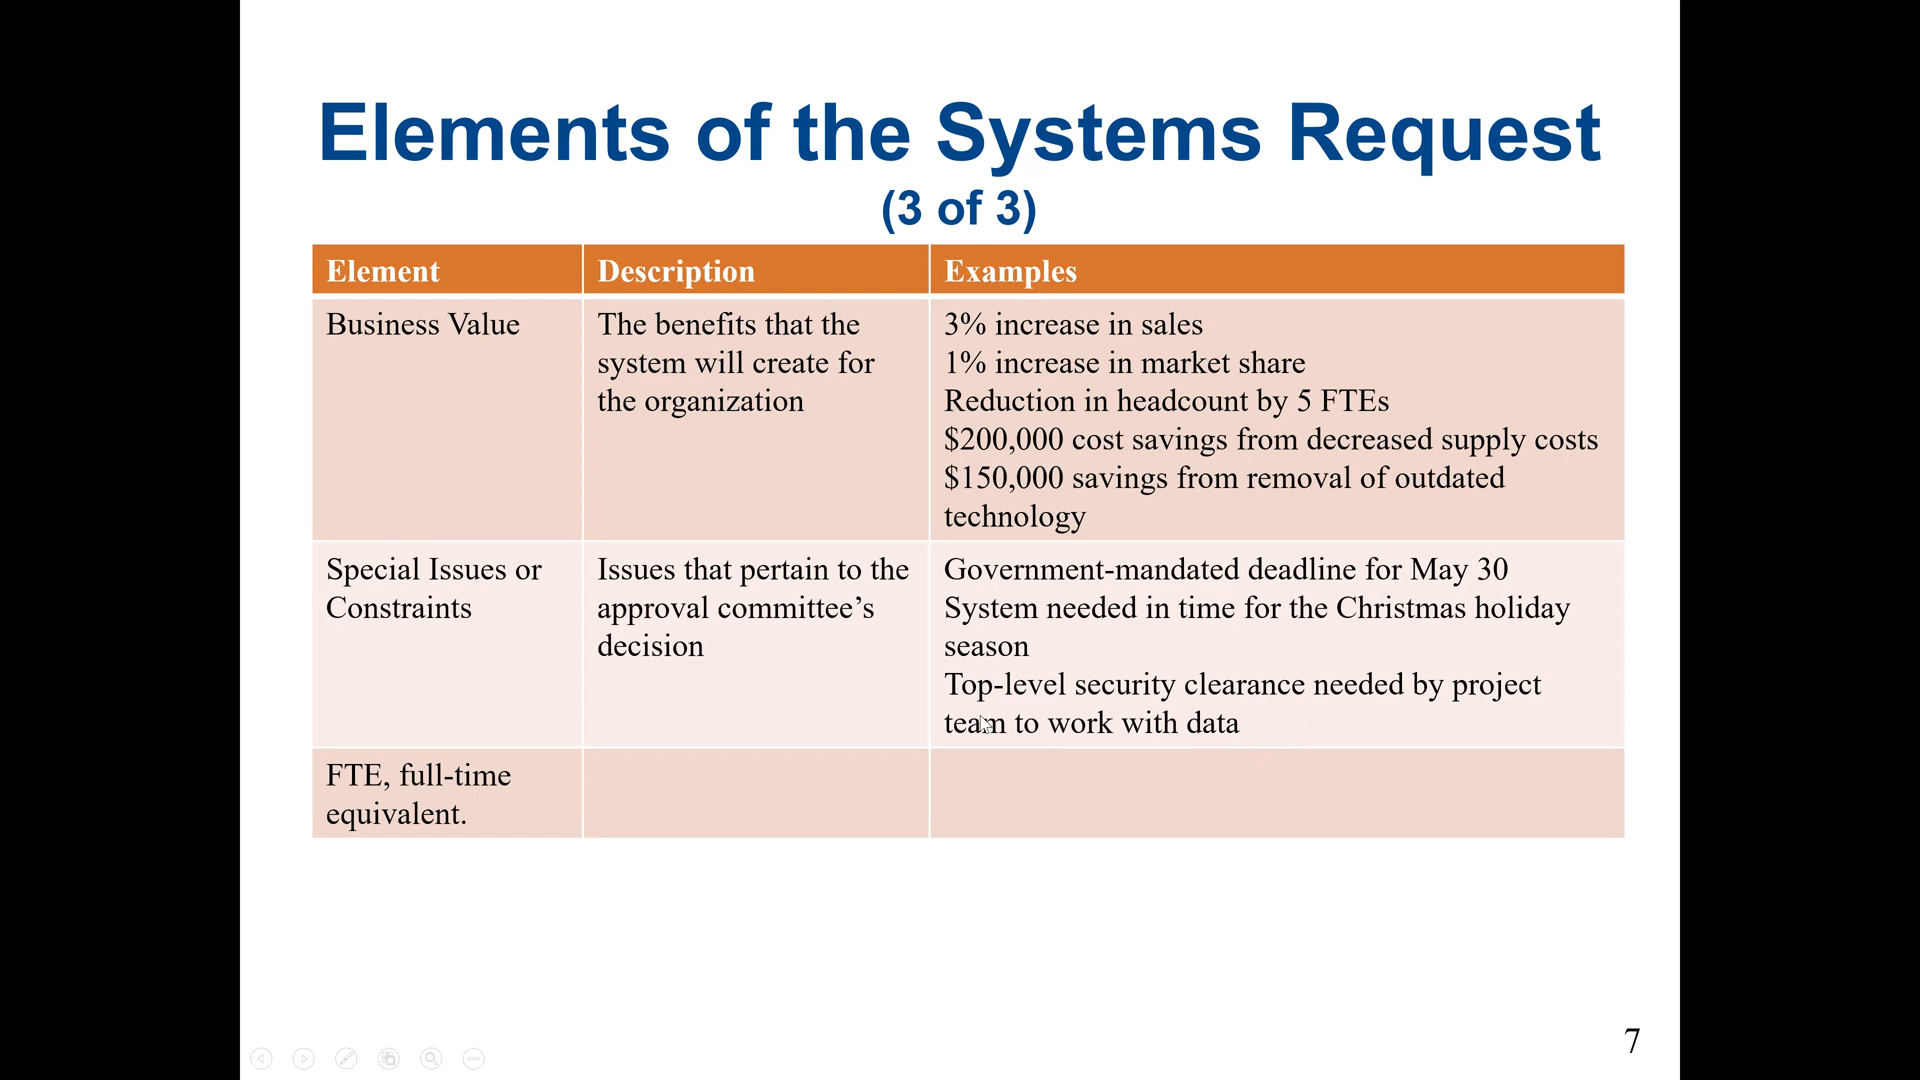 Elements of the Systems Request
(3 of 3)
Element
Description
Examples
Business Value
The benefits that the
system will create for
the organization
3% increase in sales
1% increase in market share
Reduction in headcount by 5 FTEs
$200,000 cost savings from decreased supply costs
$150,000 savings from removal of outdated
technology
Special Issues or
Constraints
Issues that pertain to the
approval committee’s
decision
Government-mandated deadline for May 30
System needed in time for the Christmas holiday
season
Top-level security clearance needed by project
team to work with data
FTE, full-time
equivalent.
7